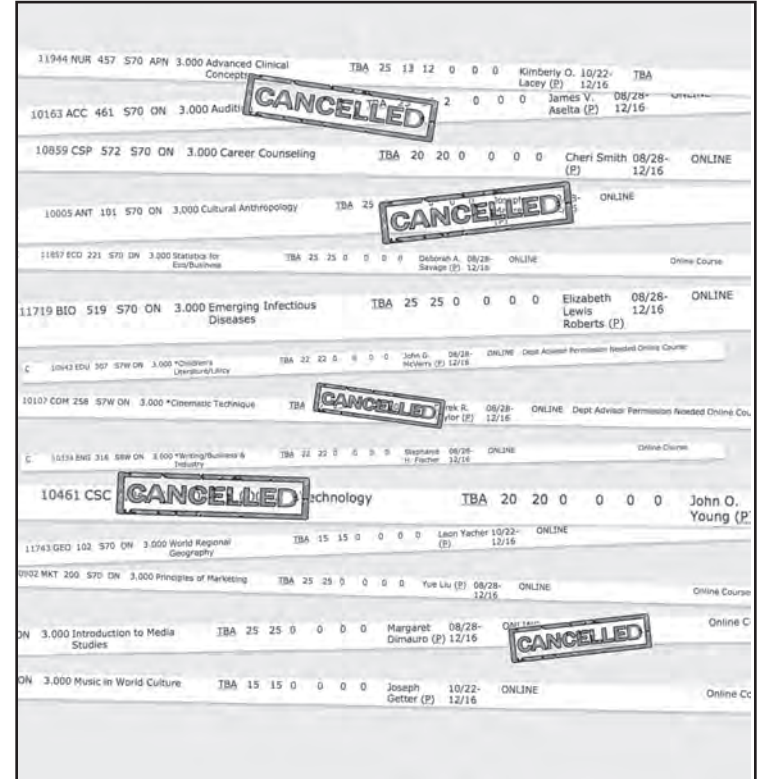 11944 NUR 457 S70 APN 3.000 Advanced Clinical TBA 25 13 12 0 0 0 Kimberly O. 10/22- TBA
Concepts Lacey (P) 12/16
10163 ACC 461 S70 ON 3.000 CANCELLED 2 0 0 0 James V. 08/28- ONLINE
Aselta (P) 12/16
10859 CSP 572 S70 ON 3.000 Career Counseling TBA 20 20 0 0 0 0 Cheri Smith 08/28- ONLINE
(P) 12/16
10005 ANT 101 S70 ON 3.000 Cultural Anthropology TBA 25 CANCELLED ONLINE
11857 ECO 221 S70 ON 3.000 Statistics for TBA 25 25 0 0 0 0 Deborah A. 08/28- ONLINE Online Course
Eco/Business Savage (P) 12/16
11719 BIO 519 S70 ON 3.000 Emerging Infectious TBA 25 25 0 0 0 0 Elizabeth 08/28- ONLINE
Diseases Lewis 12/16
Roberts (P)
C 10943 EDU 307 S7W ON 3.000 *Children's TBA 22 22 0 0 0 0 John G. 08/28- ONLINE Dept Advisor Permission Needed Online Course
McVerry (P) 12/16
10107 COM 258 S7W ON 3.000 *Cinematic Technique TBA CANCELLED 08/28- ONLINE Dept Advisor Permission Needed Online Cou
(P) 12/16
C ENG 316 S8W ON 3.000 *Writing/Business & TBA 22 22 0 0 0 0 Stephanie 08/28- ONLINE Online Course
Industry H. Fischer 12/16
10461 CSC CANCELLED echnology TBA 20 20 0 0 0 0 John O.
Young (P)
11743 GEO 102 S70 ON 3.000 World Regional TBA 15 15 0 0 0 0 Leon Yacher 10/22- ONLINE
Geography (P) 12/16
0902 MKT 200 S70 ON 3.000 Principles of Marketing TBA 25 25 0 0 0 0 Yue Liu (P) 08/28- ONLINE Online Course
12/16
ON 3.000 Introduction to Media TBA 25 25 0 0 0 0 Margaret 08/28- CANCELLED Online C
Studies Dimauro (P) 12/16
ON 3.000 Music in World Culture TBA 15 15 0 0 0 0 Joseph 10/22- ONLINE Online Co
Getter (P) 12/16